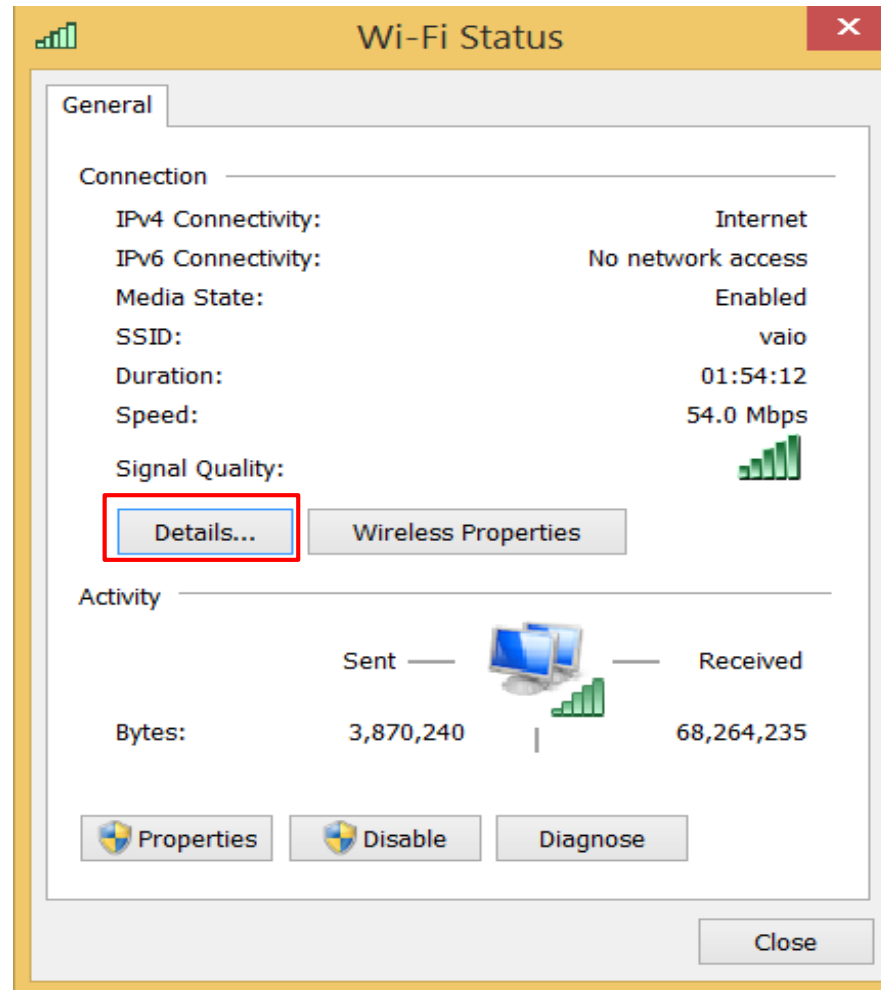 Wi-Fi Status
General
Connection
IPv4 Connectivity: Internet
IPv6 Connectivity: No network access
Media State: Enabled
SSID: vaio
Duration: 01:54:12
Speed: 54.0 Mbps
Signal Quality:
Details... Wireless Properties
Activity
Sent Received
Bytes: 3,870,240 68,264,235
Properties Disable Diagnose
Close